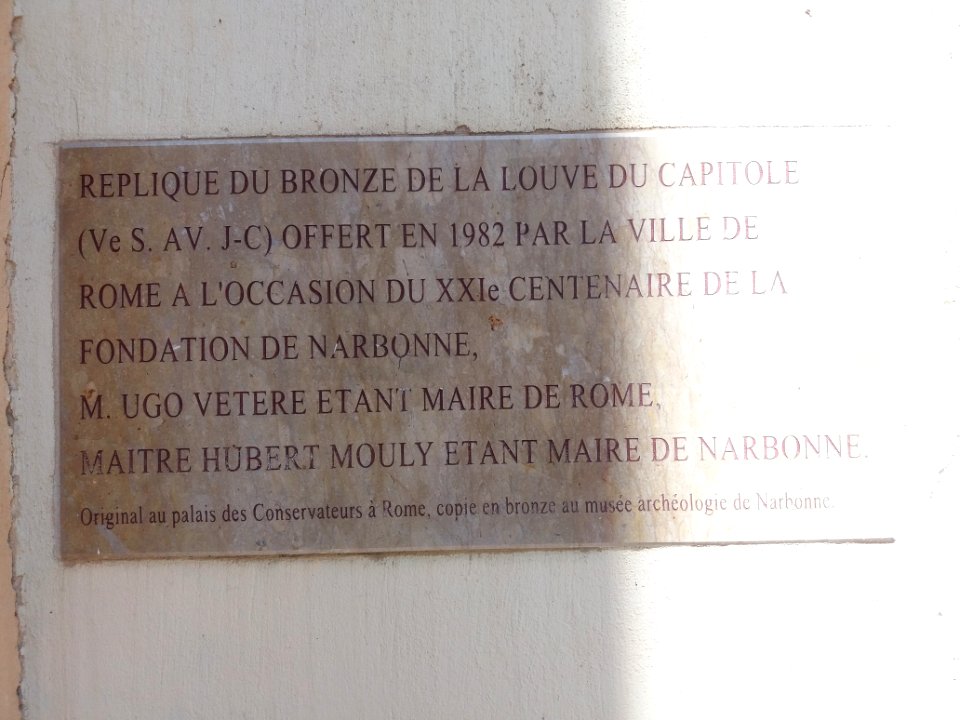 REPLIQUE DU BRONZE DE LA LOUVE DU CAPITOLE
(Ve S. AV. J-C) OFFERT EN 1982 PAR LA VILLE DE
ROME A L'OCCASION DU XXIe CENTENAIRE DE LA
FONDATION DE NARBONNE,
M. UGO VETERE ETANT MAIRE DE ROME,
MAITRE HUBERT MOULY ETANT MAIRE DE NARBONNE.
Original au palais des Conservateurs à Rome, copie en bronze au musée archéologie de Narbonne.